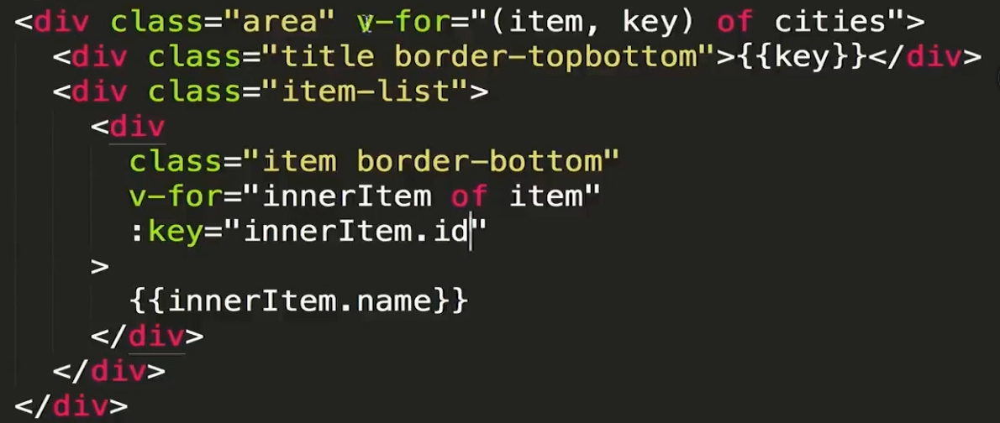 <div class="area" v-for="(item, key) of cities">
<div class="title border-topbottom">{{key}}</div>
<div class="item-list">
<div
class="item border-bottom"
v-for="innerItem of item"
:key="innerItem.id"
>
{{innerItem.name}}
</div>
</div>
</div>